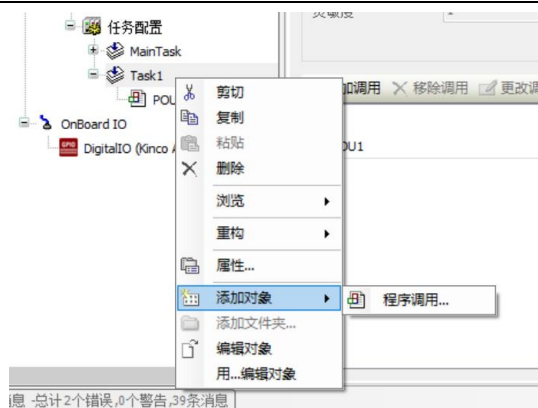 任务配置
灵敏度
MainTask
Task1
POU
OnBoard IO
DigitalIO (Kinco A
加调用 移除调用 更改调
OU1
剪切
复制
粘贴
删除
浏览
重构
属性...
添加对象
程序调用...
添加文件夹...
编辑对象
用...编辑对象
息 -总计2个错误,0个警告,39条消息